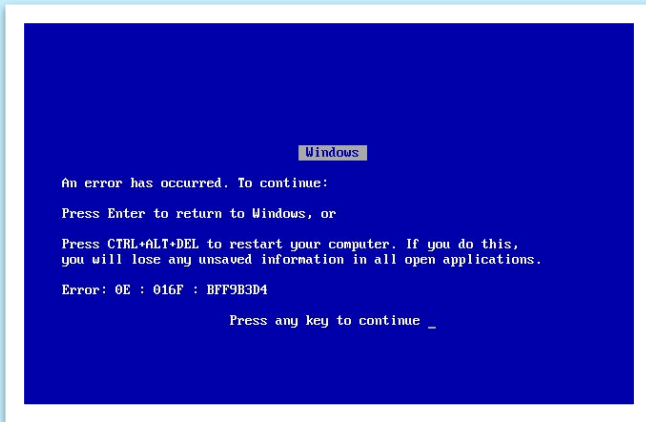 Windows
An error has occurred. To continue:
Press Enter to return to Windows, or
Press CTRL+ALT+DEL to restart your computer. If you do this,
you will lose any unsaved information in all open applications.
Error: 0E : 016F : BFF9B3D4
Press any key to continue _